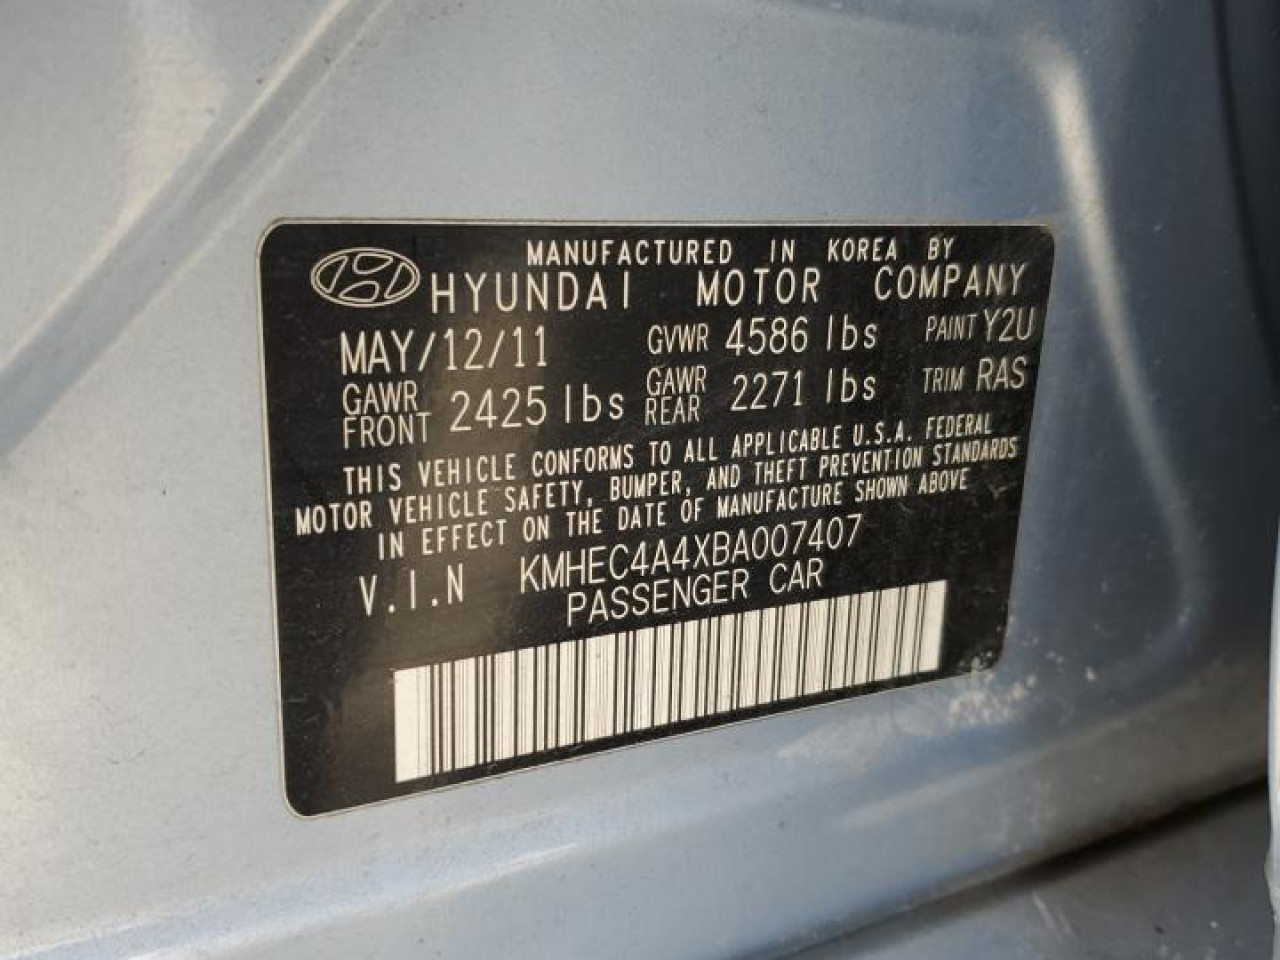 MANUFACTURED IN KOREA BY
HYUNDAI MOTOR COMPANY
MAY/12/11 GVWR 4586 lbs PAINT Y2U
GAWR FRONT 2425 lbs GAWR REAR 2271 lbs TRIM RAS
THIS VEHICLE CONFORMS TO ALL APPLICABLE U.S.A. FEDERAL
MOTOR VEHICLE SAFETY, BUMPER, AND THEFT PREVENTION STANDARDS
IN EFFECT ON THE DATE OF MANUFACTURE SHOWN ABOVE
V.I.N KMHEC4A4XBA007407
PASSENGER CAR